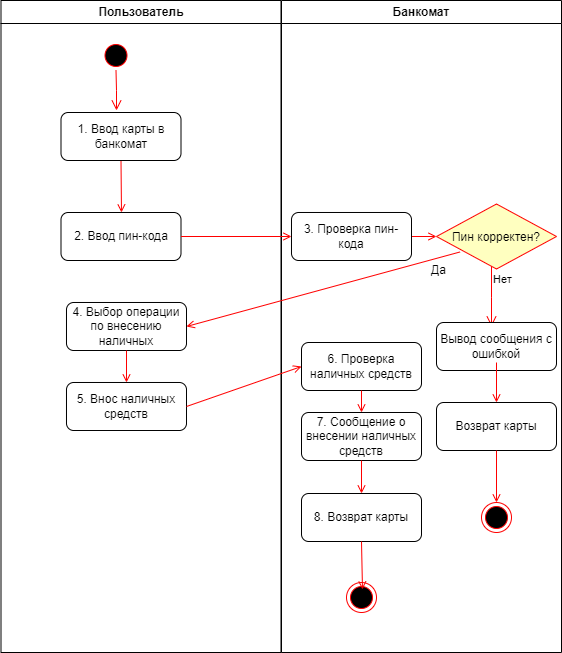 Пользователь
Банкомат
1. Ввод карты в
банкомат
2. Ввод пин-кода
3. Проверка пин-
кода
Пин корректен?
Да
Нет
4. Выбор операции
по внесению
наличных
5. Внос наличных
средств
6. Проверка
наличных средств
7. Сообщение о
внесении наличных
средств
8. Возврат карты
Вывод сообщения с
ошибкой
Возврат карты